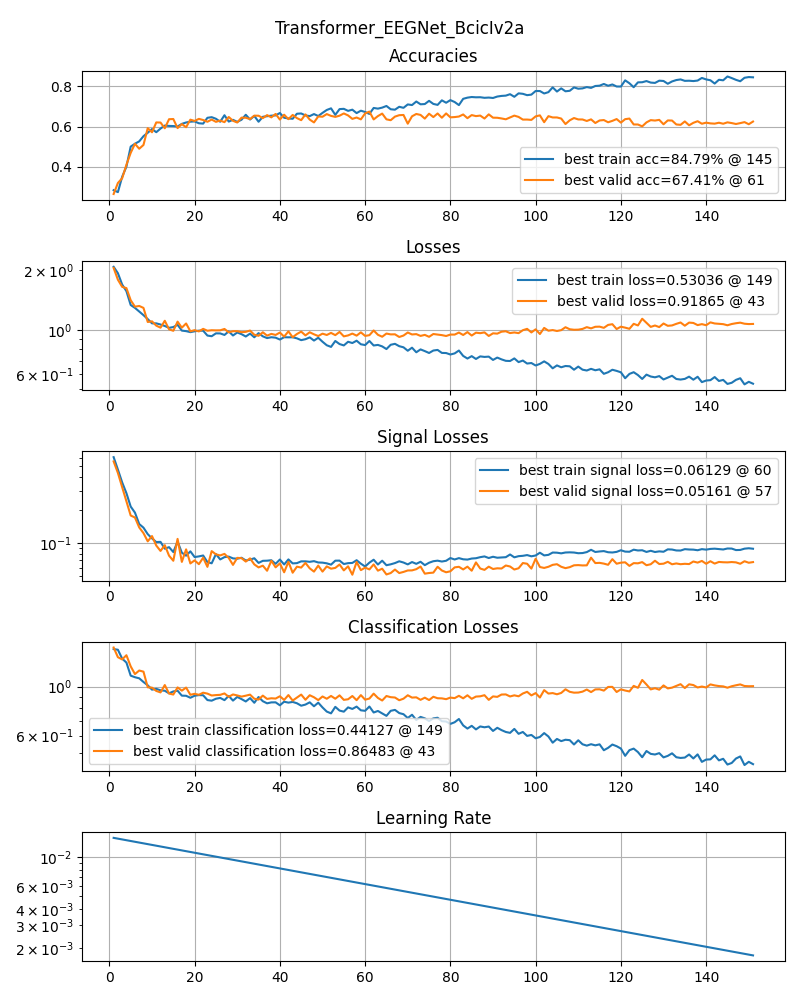 Transformer_EEGNet_BcicIv2a
Accuracies
0.8
0.6
0.4
best train acc=84.79% @ 145
best valid acc=67.41% @ 61
0 20 40 60 80 100 120 140
Losses
2 × 10⁰
10⁰
6 × 10⁻¹
best train loss=0.53036 @ 149
best valid loss=0.91865 @ 43
0 20 40 60 80 100 120 140
Signal Losses
10⁻¹
best train signal loss=0.06129 @ 60
best valid signal loss=0.05161 @ 57
0 20 40 60 80 100 120 140
Classification Losses
10⁰
6 × 10⁻¹
best train classification loss=0.44127 @ 149
best valid classification loss=0.86483 @ 43
0 20 40 60 80 100 120 140
Learning Rate
10⁻²
6 × 10⁻³
4 × 10⁻³
3 × 10⁻³
2 × 10⁻³
0 20 40 60 80 100 120 140